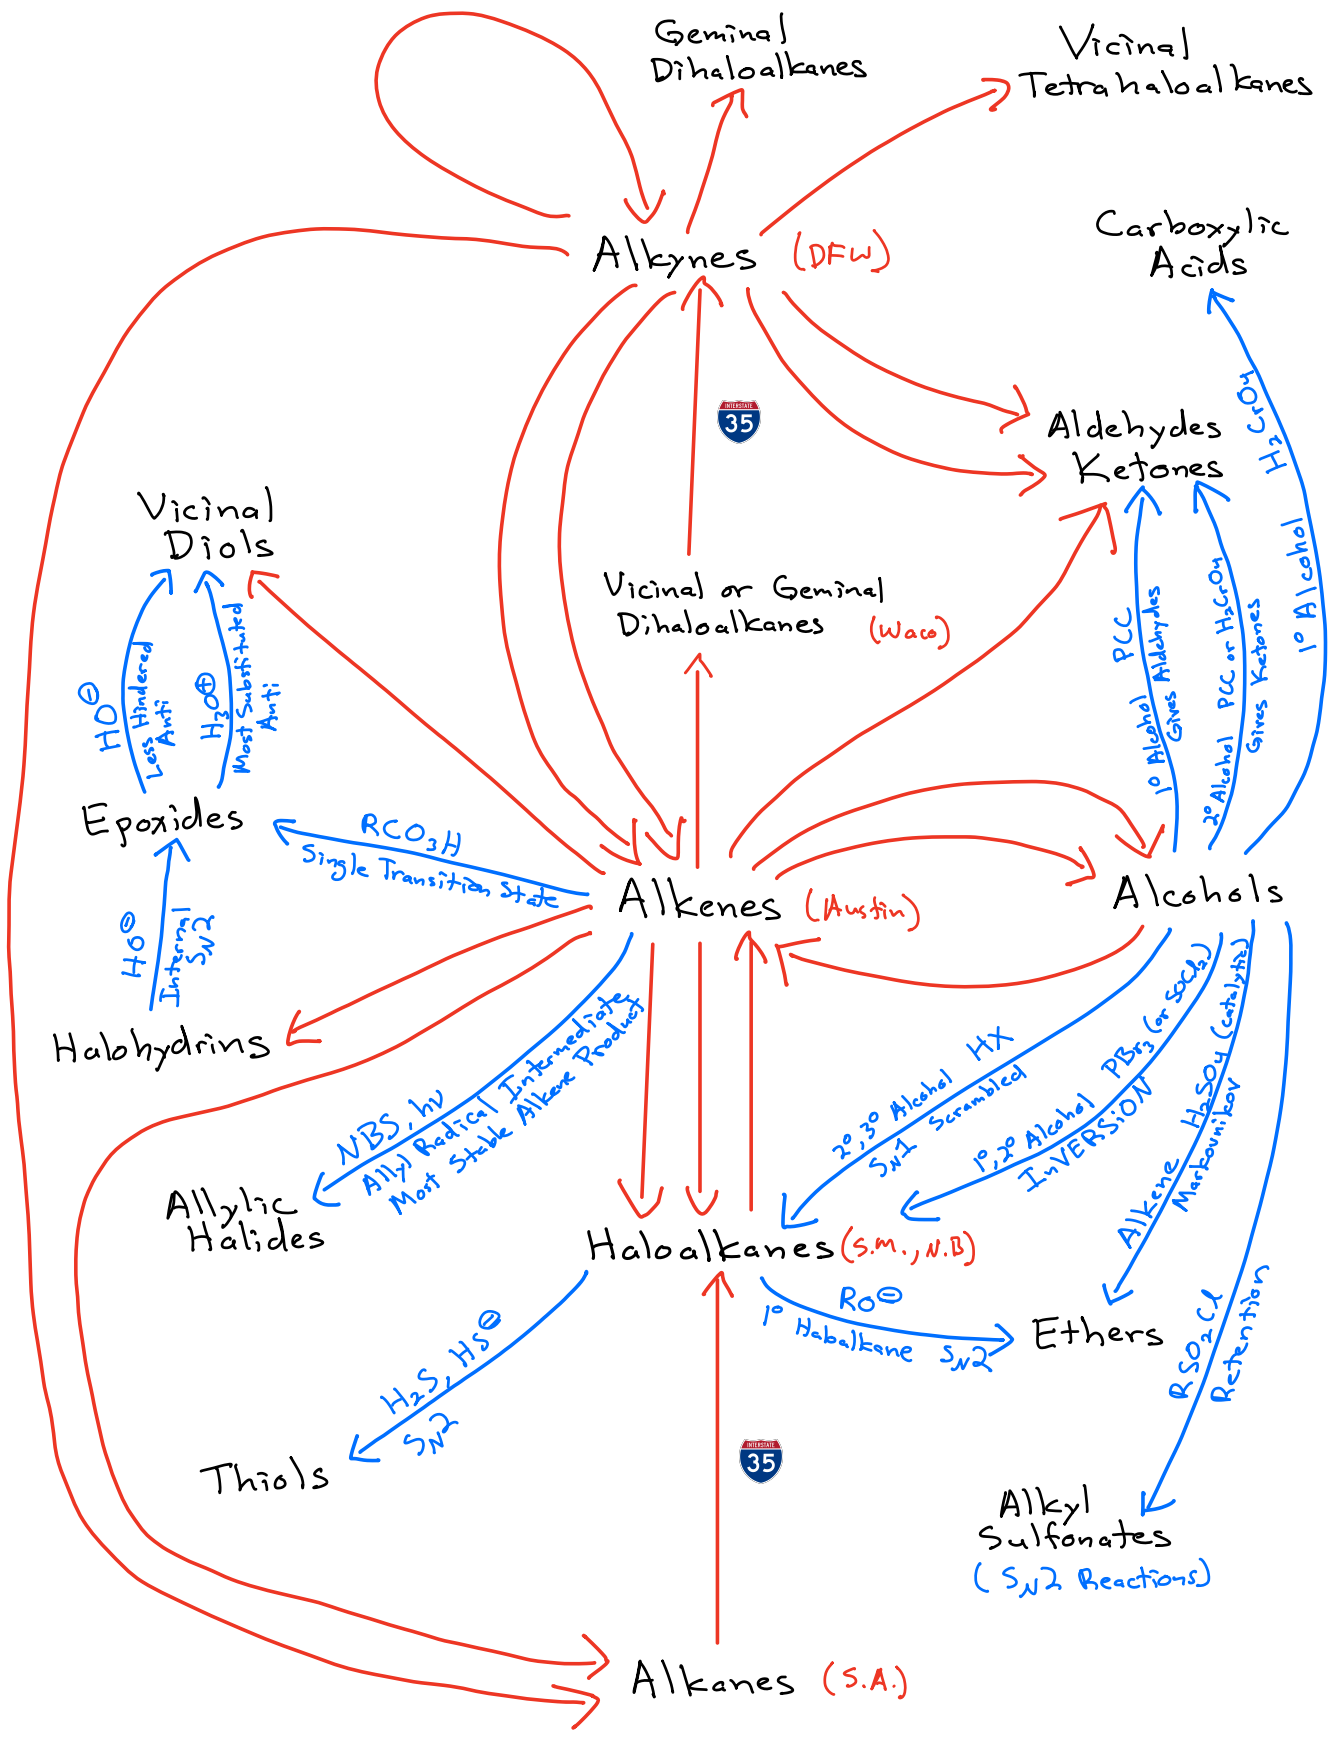 Geminal
Dihaloalkanes
Vicinal
Tetrahaloalkanes
Alkynes (DFW)
Carboxylic
Acids
INTERSTATE
35
Aldehydes
Ketones
H₂CrO₄
1° Alcohol
Vicinal
Diols
Vicinal or Geminal
Dihaloalkanes (Waco)
HO⊖
Less Hindered
Anti
H₃O⊕
Most Substituted
Anti
PCC
1° Alcohol Gives Aldehydes
2° Alcohol PCC or H₂CrO₄
Gives Ketones
Epoxides
RCO₃H
Single Transition State
Alkenes (Austin)
Alcohols
HO⊖
Internal
SN2
Halohydrins
NBS, hν
Allyl Radical Intermediate
Most Stable Alkene Product
Allylic
Halides
HX
2°,3° Alcohol
SN1 Scrambled
PBr₃ (or SOCl₂)
1°,2° Alcohol
InVERSiON
H₂SO₄ (catalytic)
Alkene Markovnikov
Haloalkanes (S.M., N.B)
RO⊖
1° Haloalkane SN2
Ethers
RSO₂Cl
Retention
H₂S, HS⊖
SN2
Thiols
INTERSTATE
35
Alkyl
Sulfonates
(SN2 Reactions)
Alkanes (S.A.)